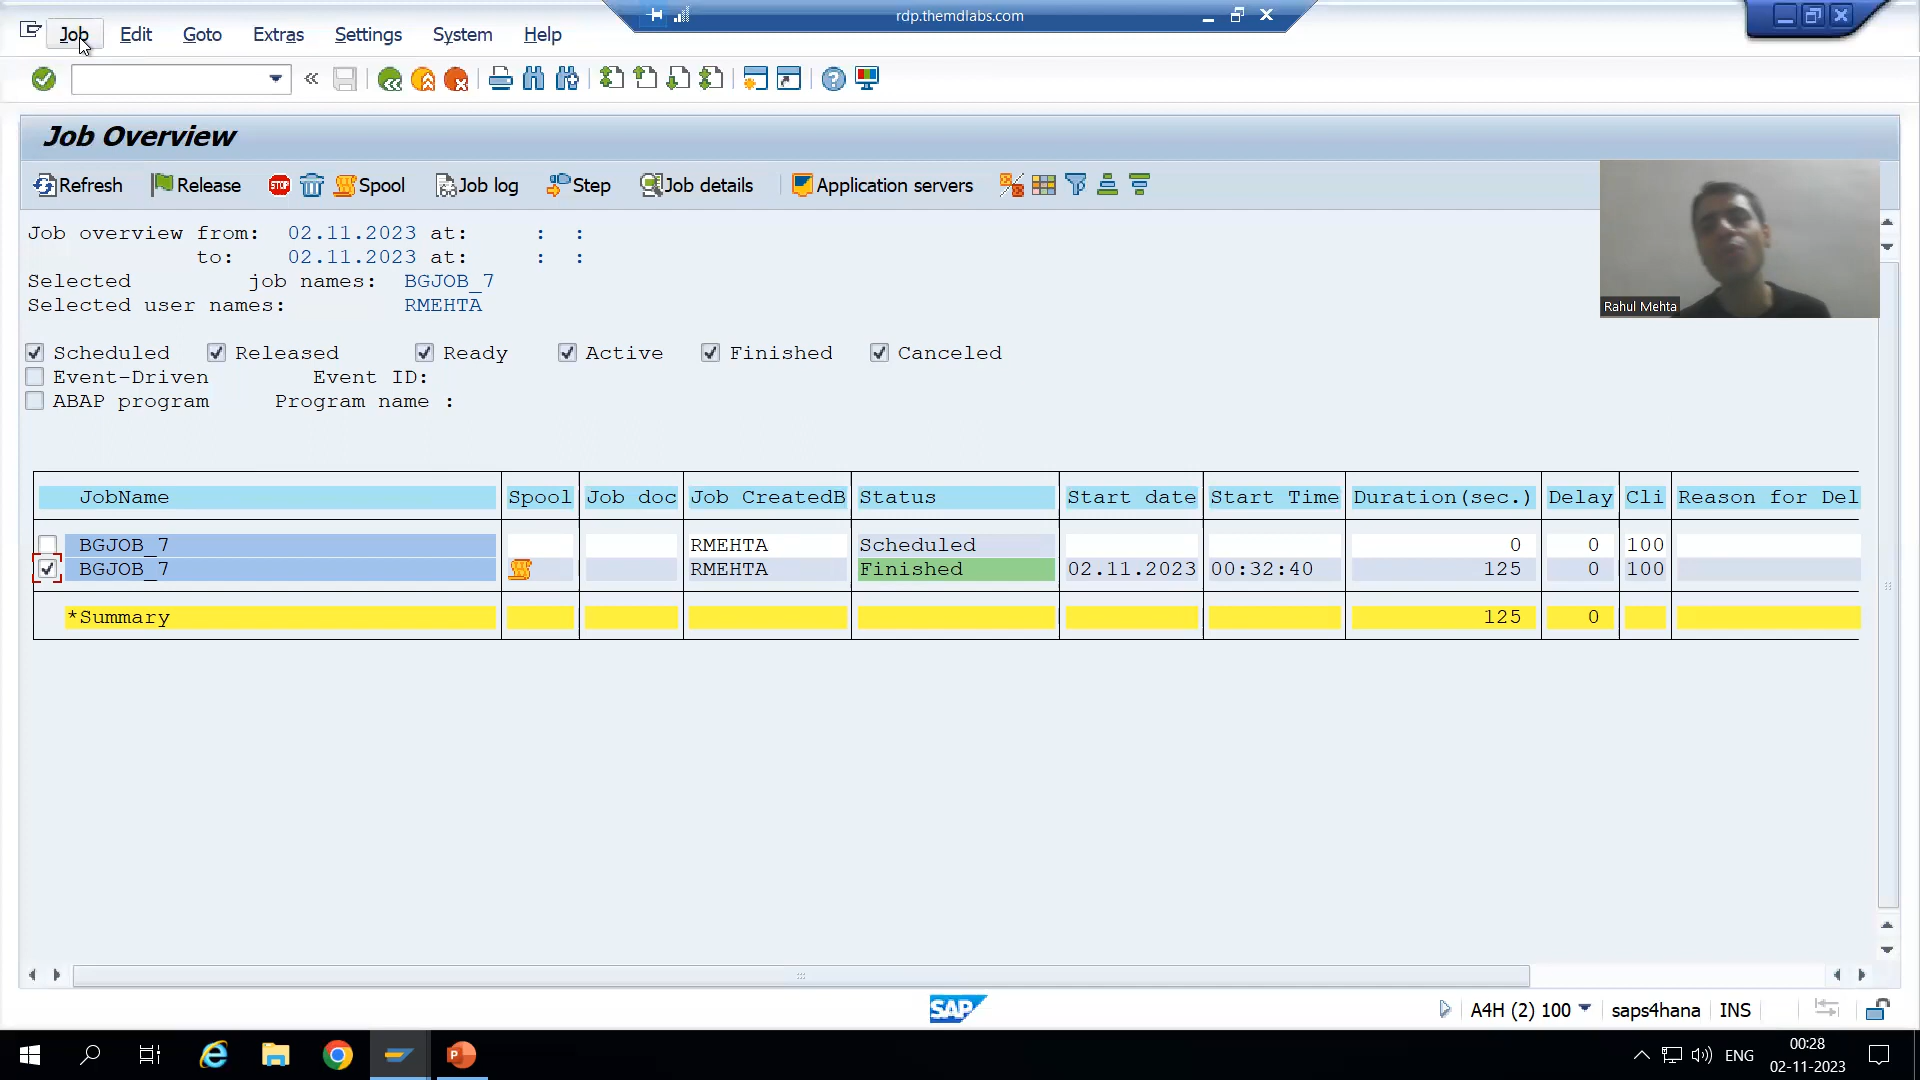 rdp.themdlabs.com
Job Edit Goto Extras Settings System Help
Job Overview
Refresh Release STOP Spool Job log Step Job details Application servers
Job overview from: 02.11.2023 at: : :
to: 02.11.2023 at: : :
Selected job names: BGJOB_7
Selected user names: RMEHTA
Rahul Mehta
Scheduled Released Ready Active Finished Canceled
Event-Driven Event ID:
ABAP program Program name :
JobName Spool Job doc Job CreatedB Status Start date Start Time Duration(sec.) Delay Cli Reason for Del
BGJOB_7 RMEHTA Scheduled 0 0 100
BGJOB_7 RMEHTA Finished 02.11.2023 00:32:40 125 0 100
*Summary 125 0
SAP A4H (2) 100 saps4hana INS
ENG 00:28
02-11-2023